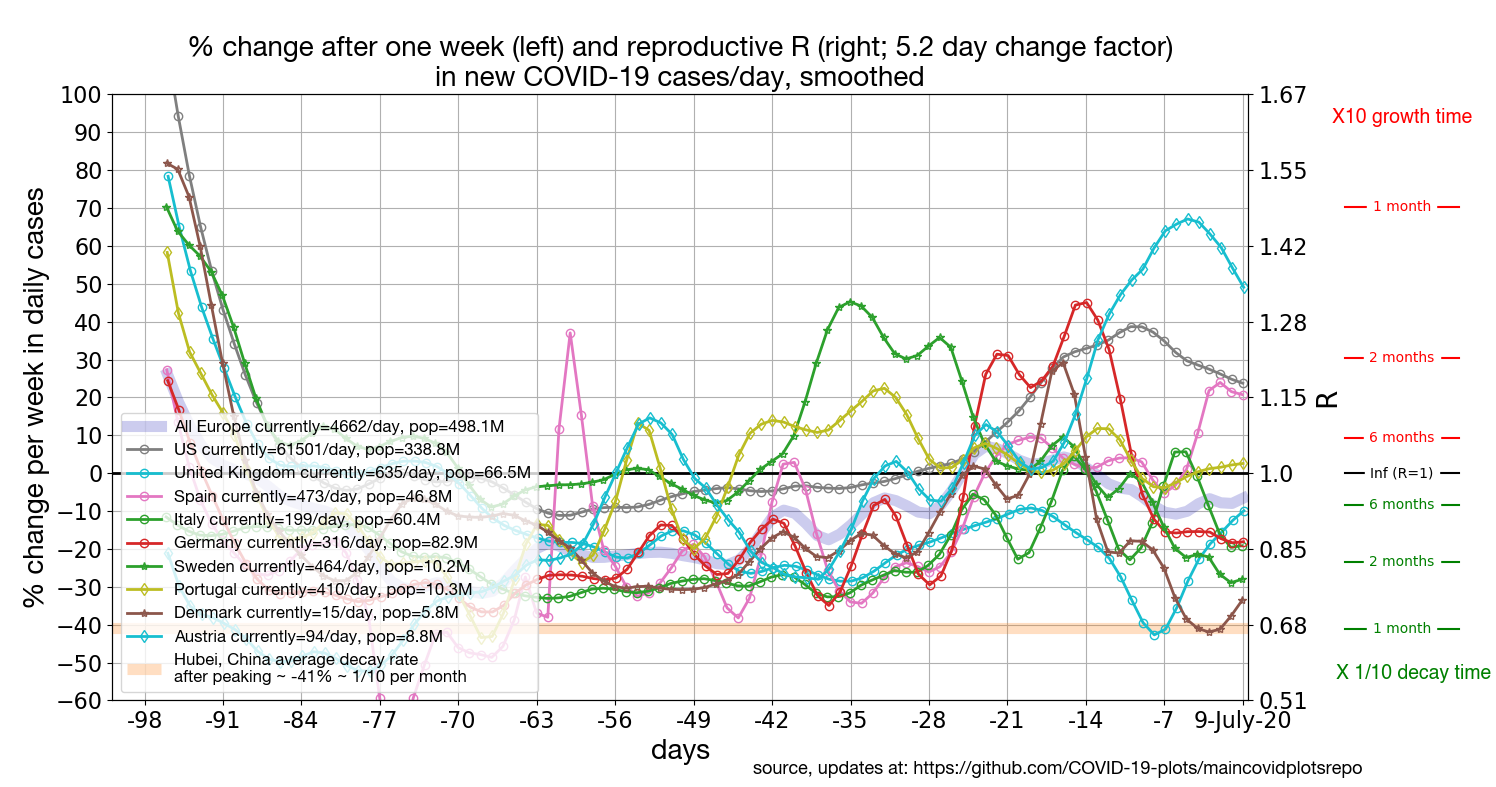 % change after one week (left) and reproductive R (right; 5.2 day change factor)
in new COVID-19 cases/day, smoothed
% change per week in daily cases
100
90
80
70
60
50
40
30
20
10
0
−10
−20
−30
−40
−50
−60
All Europe currently=4662/day, pop=498.1M
US currently=61501/day, pop=338.8M
United Kingdom currently=635/day, pop=66.5M
Spain currently=473/day, pop=46.8M
Italy currently=199/day, pop=60.4M
Germany currently=316/day, pop=82.9M
Sweden currently=464/day, pop=10.2M
Portugal currently=410/day, pop=10.3M
Denmark currently=15/day, pop=5.8M
Austria currently=94/day, pop=8.8M
Hubei, China average decay rate
after peaking ~ -41% ~ 1/10 per month
-98 -91 -84 -77 -70 -63 -56 -49 -42 -35 -28 -21 -14 -7 9-July-20
days
1.67
1.55
1.42
1.28
1.15
1.0
0.85
0.68
0.51
R
X10 growth time
1 month
2 months
6 months
Inf (R=1)
6 months
2 months
1 month
X 1/10 decay time
source, updates at: https://github.com/COVID-19-plots/maincovidplotsrepo